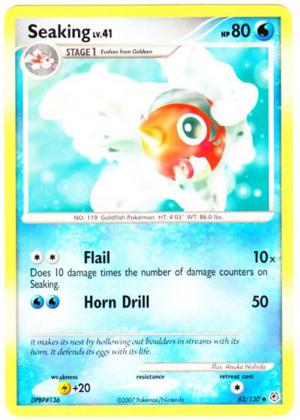 Seaking LV.41 HP 80
STAGE 1 Evolves from Goldeen
NO. 119 Goldfish Pokémon HT: 4'03" WT: 86.0 lbs.
Flail 10x
Does 10 damage times the number of damage counters on
Seaking.
Horn Drill 50
It makes its nest by hollowing out boulders in streams with its
horn. It defends its eggs with its life.
Illus. Atsuko Nishida
weakness resistance retreat cost
+20
DPBP#136 ©2007 Pokémon/Nintendo 62/130